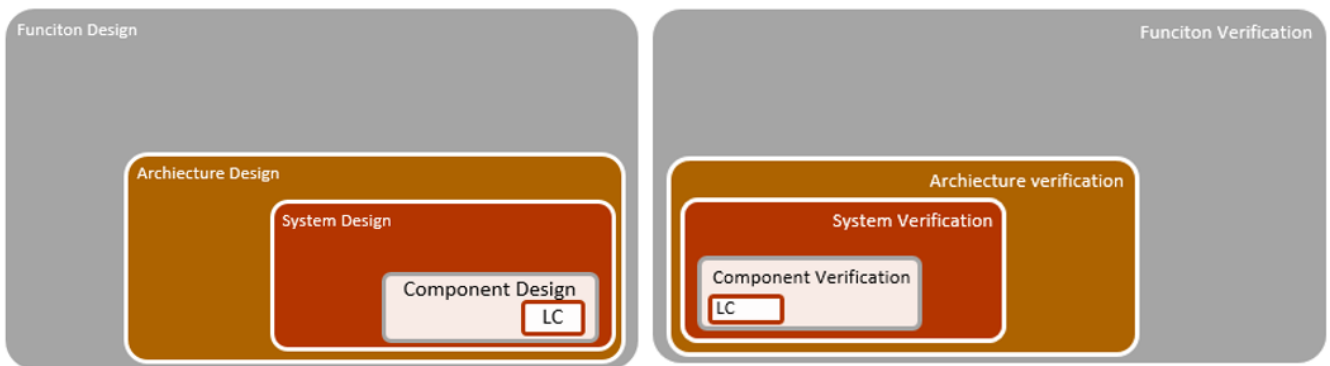 Funciton Design
Archiecture Design
System Design
Component Design
LC
Funciton Verification
Archiecture verification
System Verification
Component Verification
LC